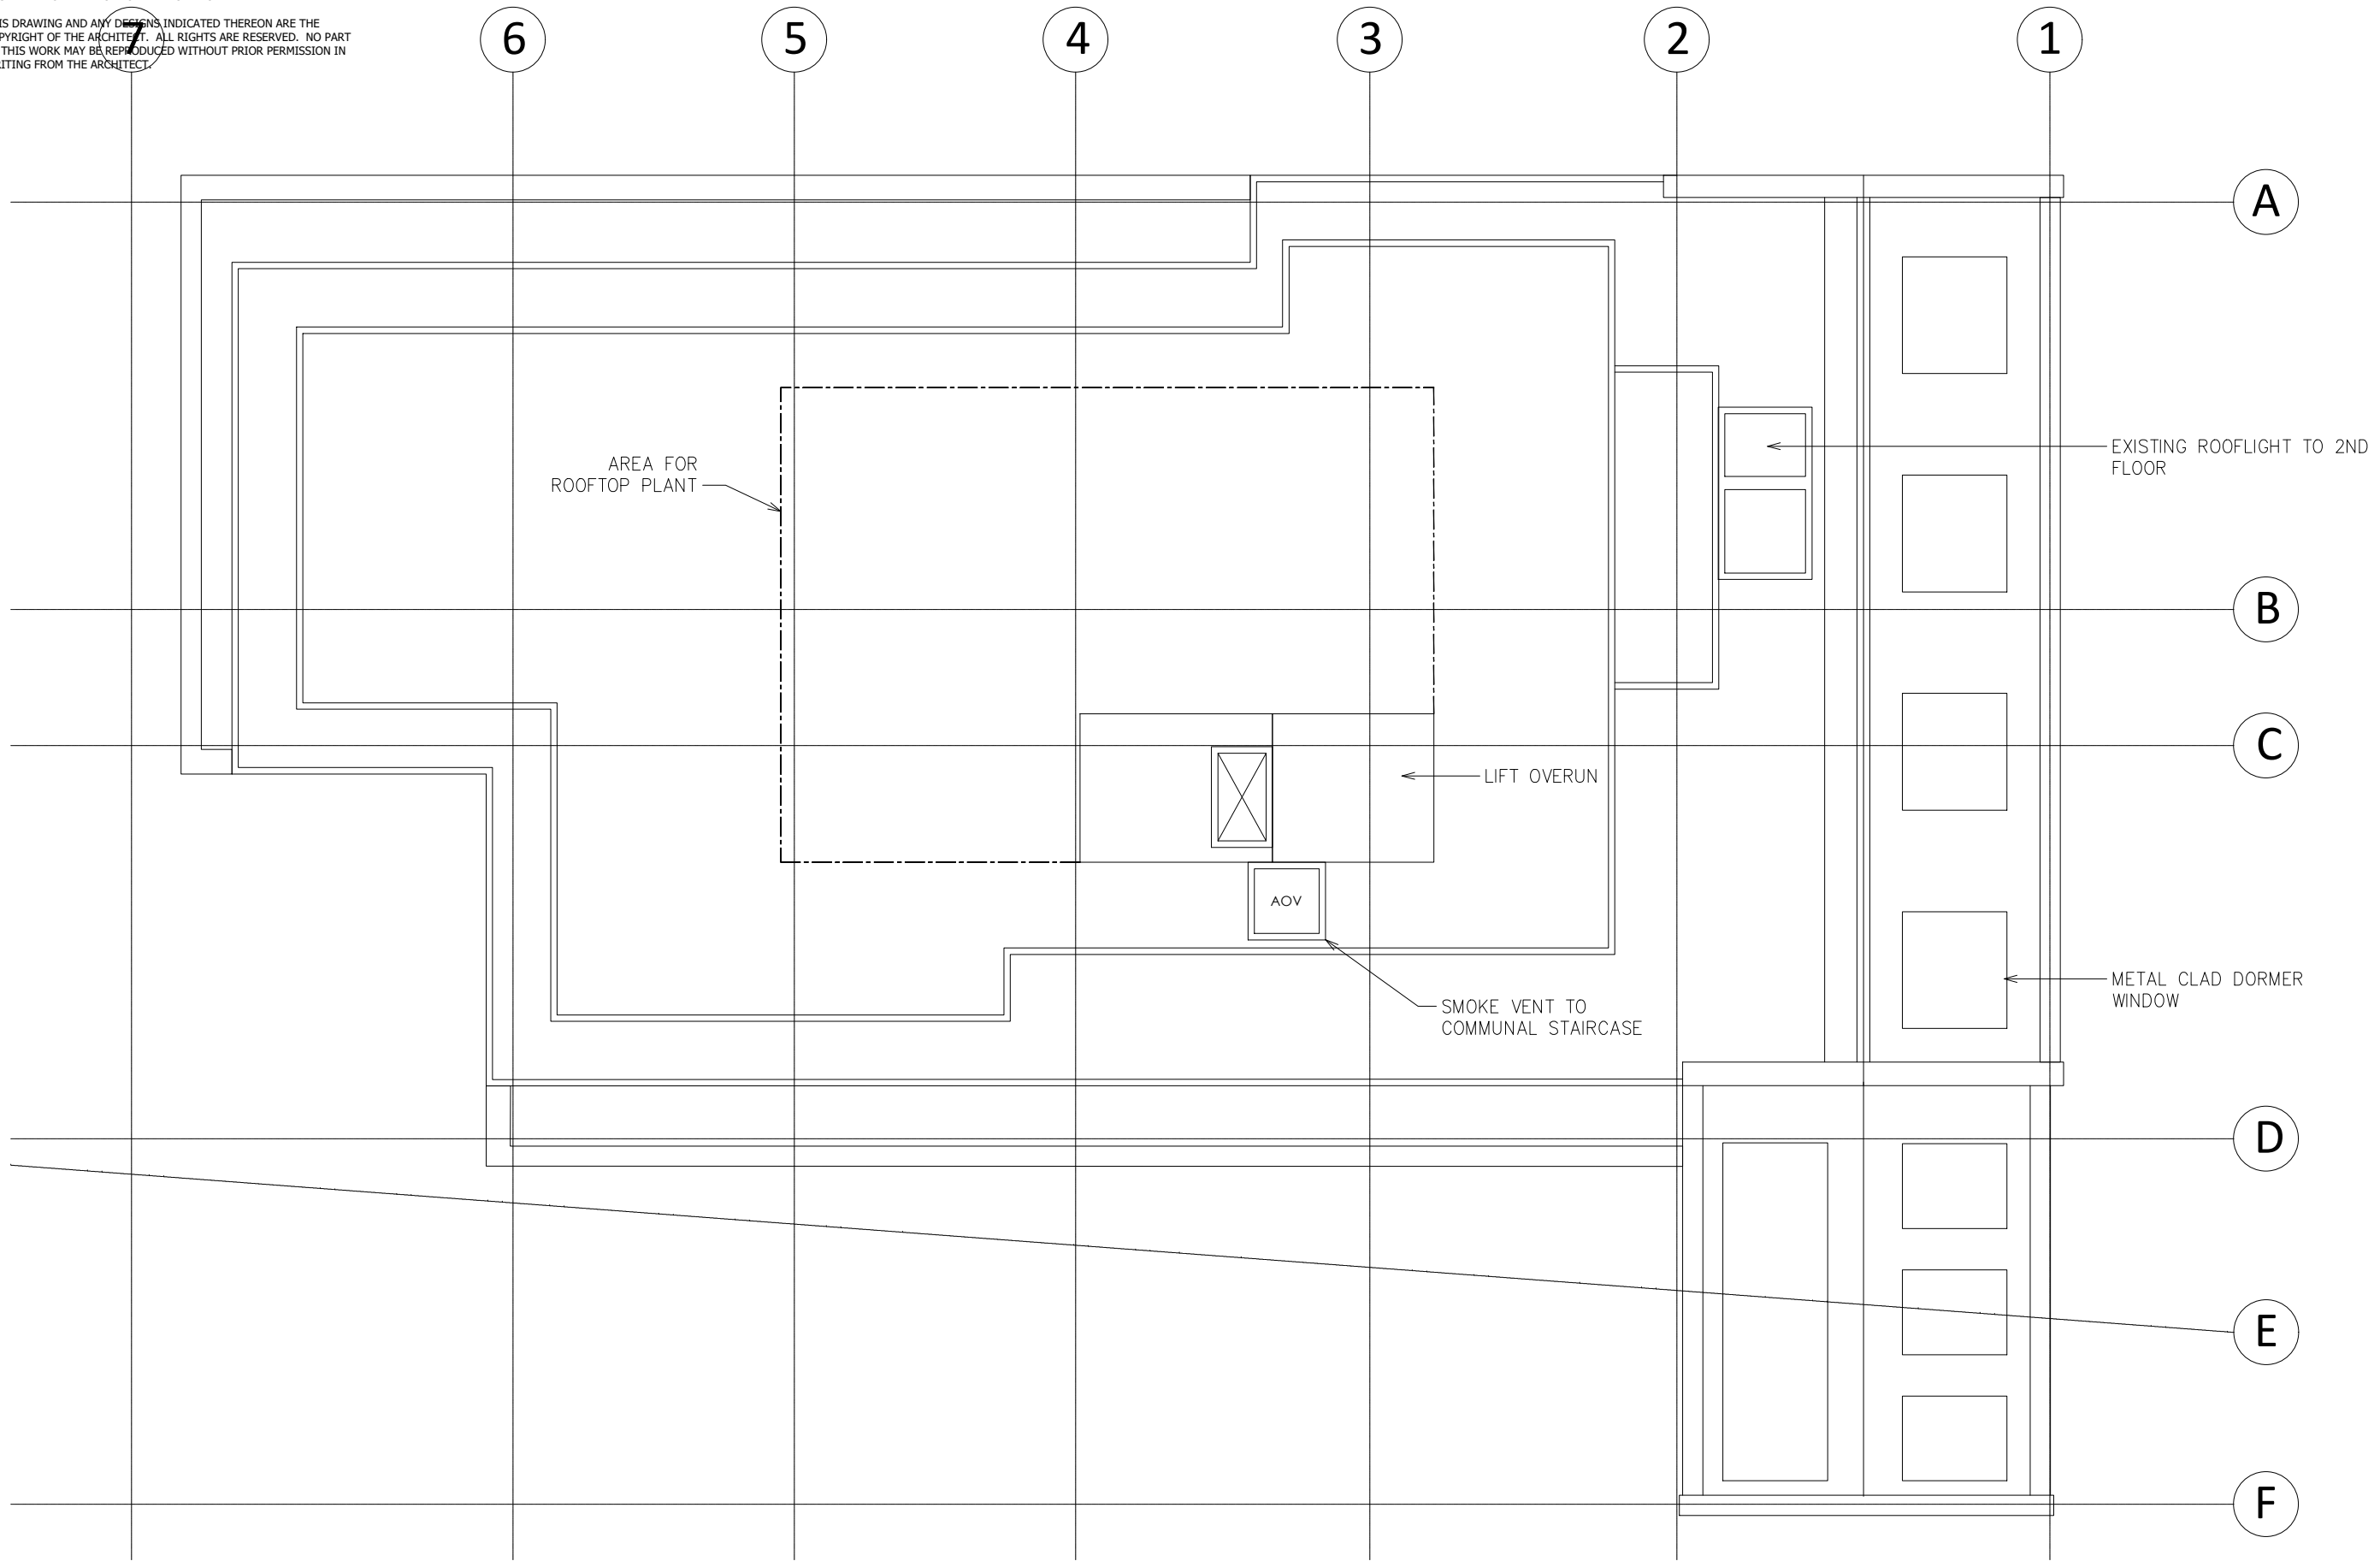 IS DRAWING AND ANY DESIGNS INDICATED THEREON ARE THE
PYRIGHT OF THE ARCHITECT. ALL RIGHTS ARE RESERVED. NO PART
THIS WORK MAY BE REPRODUCED WITHOUT PRIOR PERMISSION IN
ITING FROM THE ARCHITECT.
7
6
5
4
3
2
1
A
AREA FOR
ROOFTOP PLANT
EXISTING ROOFLIGHT TO 2ND
FLOOR
B
C
LIFT OVERUN
AOV
SMOKE VENT TO
COMMUNAL STAIRCASE
METAL CLAD DORMER
WINDOW
D
E
F